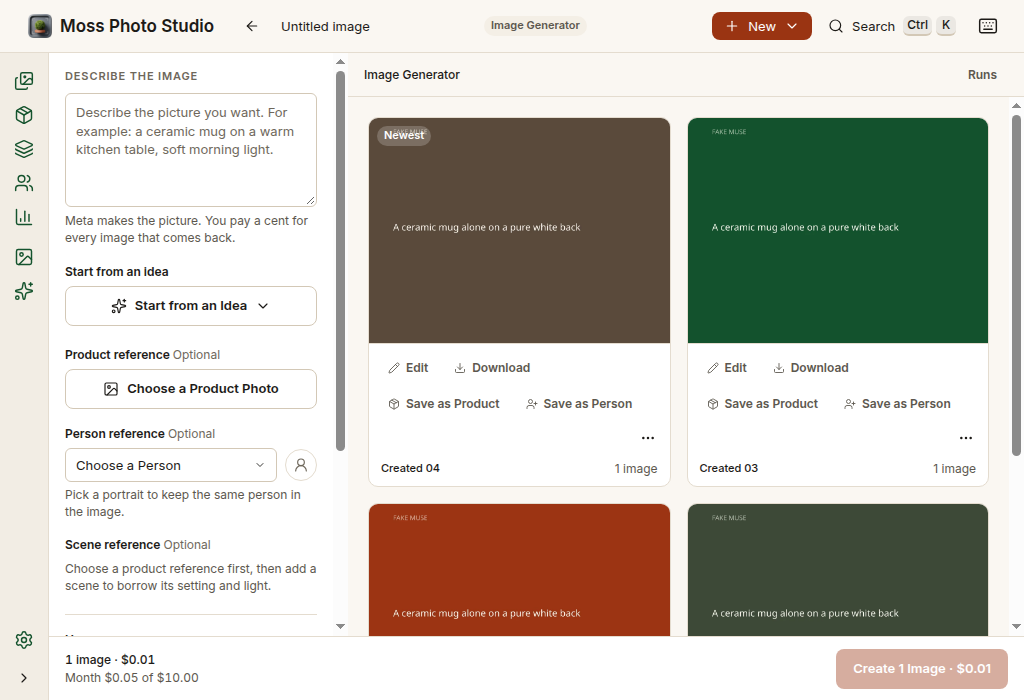 Moss Photo Studio
Untitled image
Image Generator
New
Search
Ctrl
K
DESCRIBE THE IMAGE
Describe the picture you want. For
example: a ceramic mug on a warm
kitchen table, soft morning light.
Meta makes the picture. You pay a cent for
every image that comes back.
Start from an idea
Start from an Idea
Product reference Optional
Choose a Product Photo
Person reference Optional
Choose a Person
Pick a portrait to keep the same person in
the image.
Scene reference Optional
Choose a product reference first, then add a
scene to borrow its setting and light.
1 image · $0.01
Month $0.05 of $10.00
Image Generator
Runs
Newest
A ceramic mug alone on a pure white back
Edit
Download
Save as Product
Save as Person
Created 04
1 image
FAKE MUSE
A ceramic mug alone on a pure white back
Edit
Download
Save as Product
Save as Person
Created 03
1 image
FAKE MUSE
A ceramic mug alone on a pure white back
FAKE MUSE
A ceramic mug alone on a pure white back
Create 1 Image · $0.01